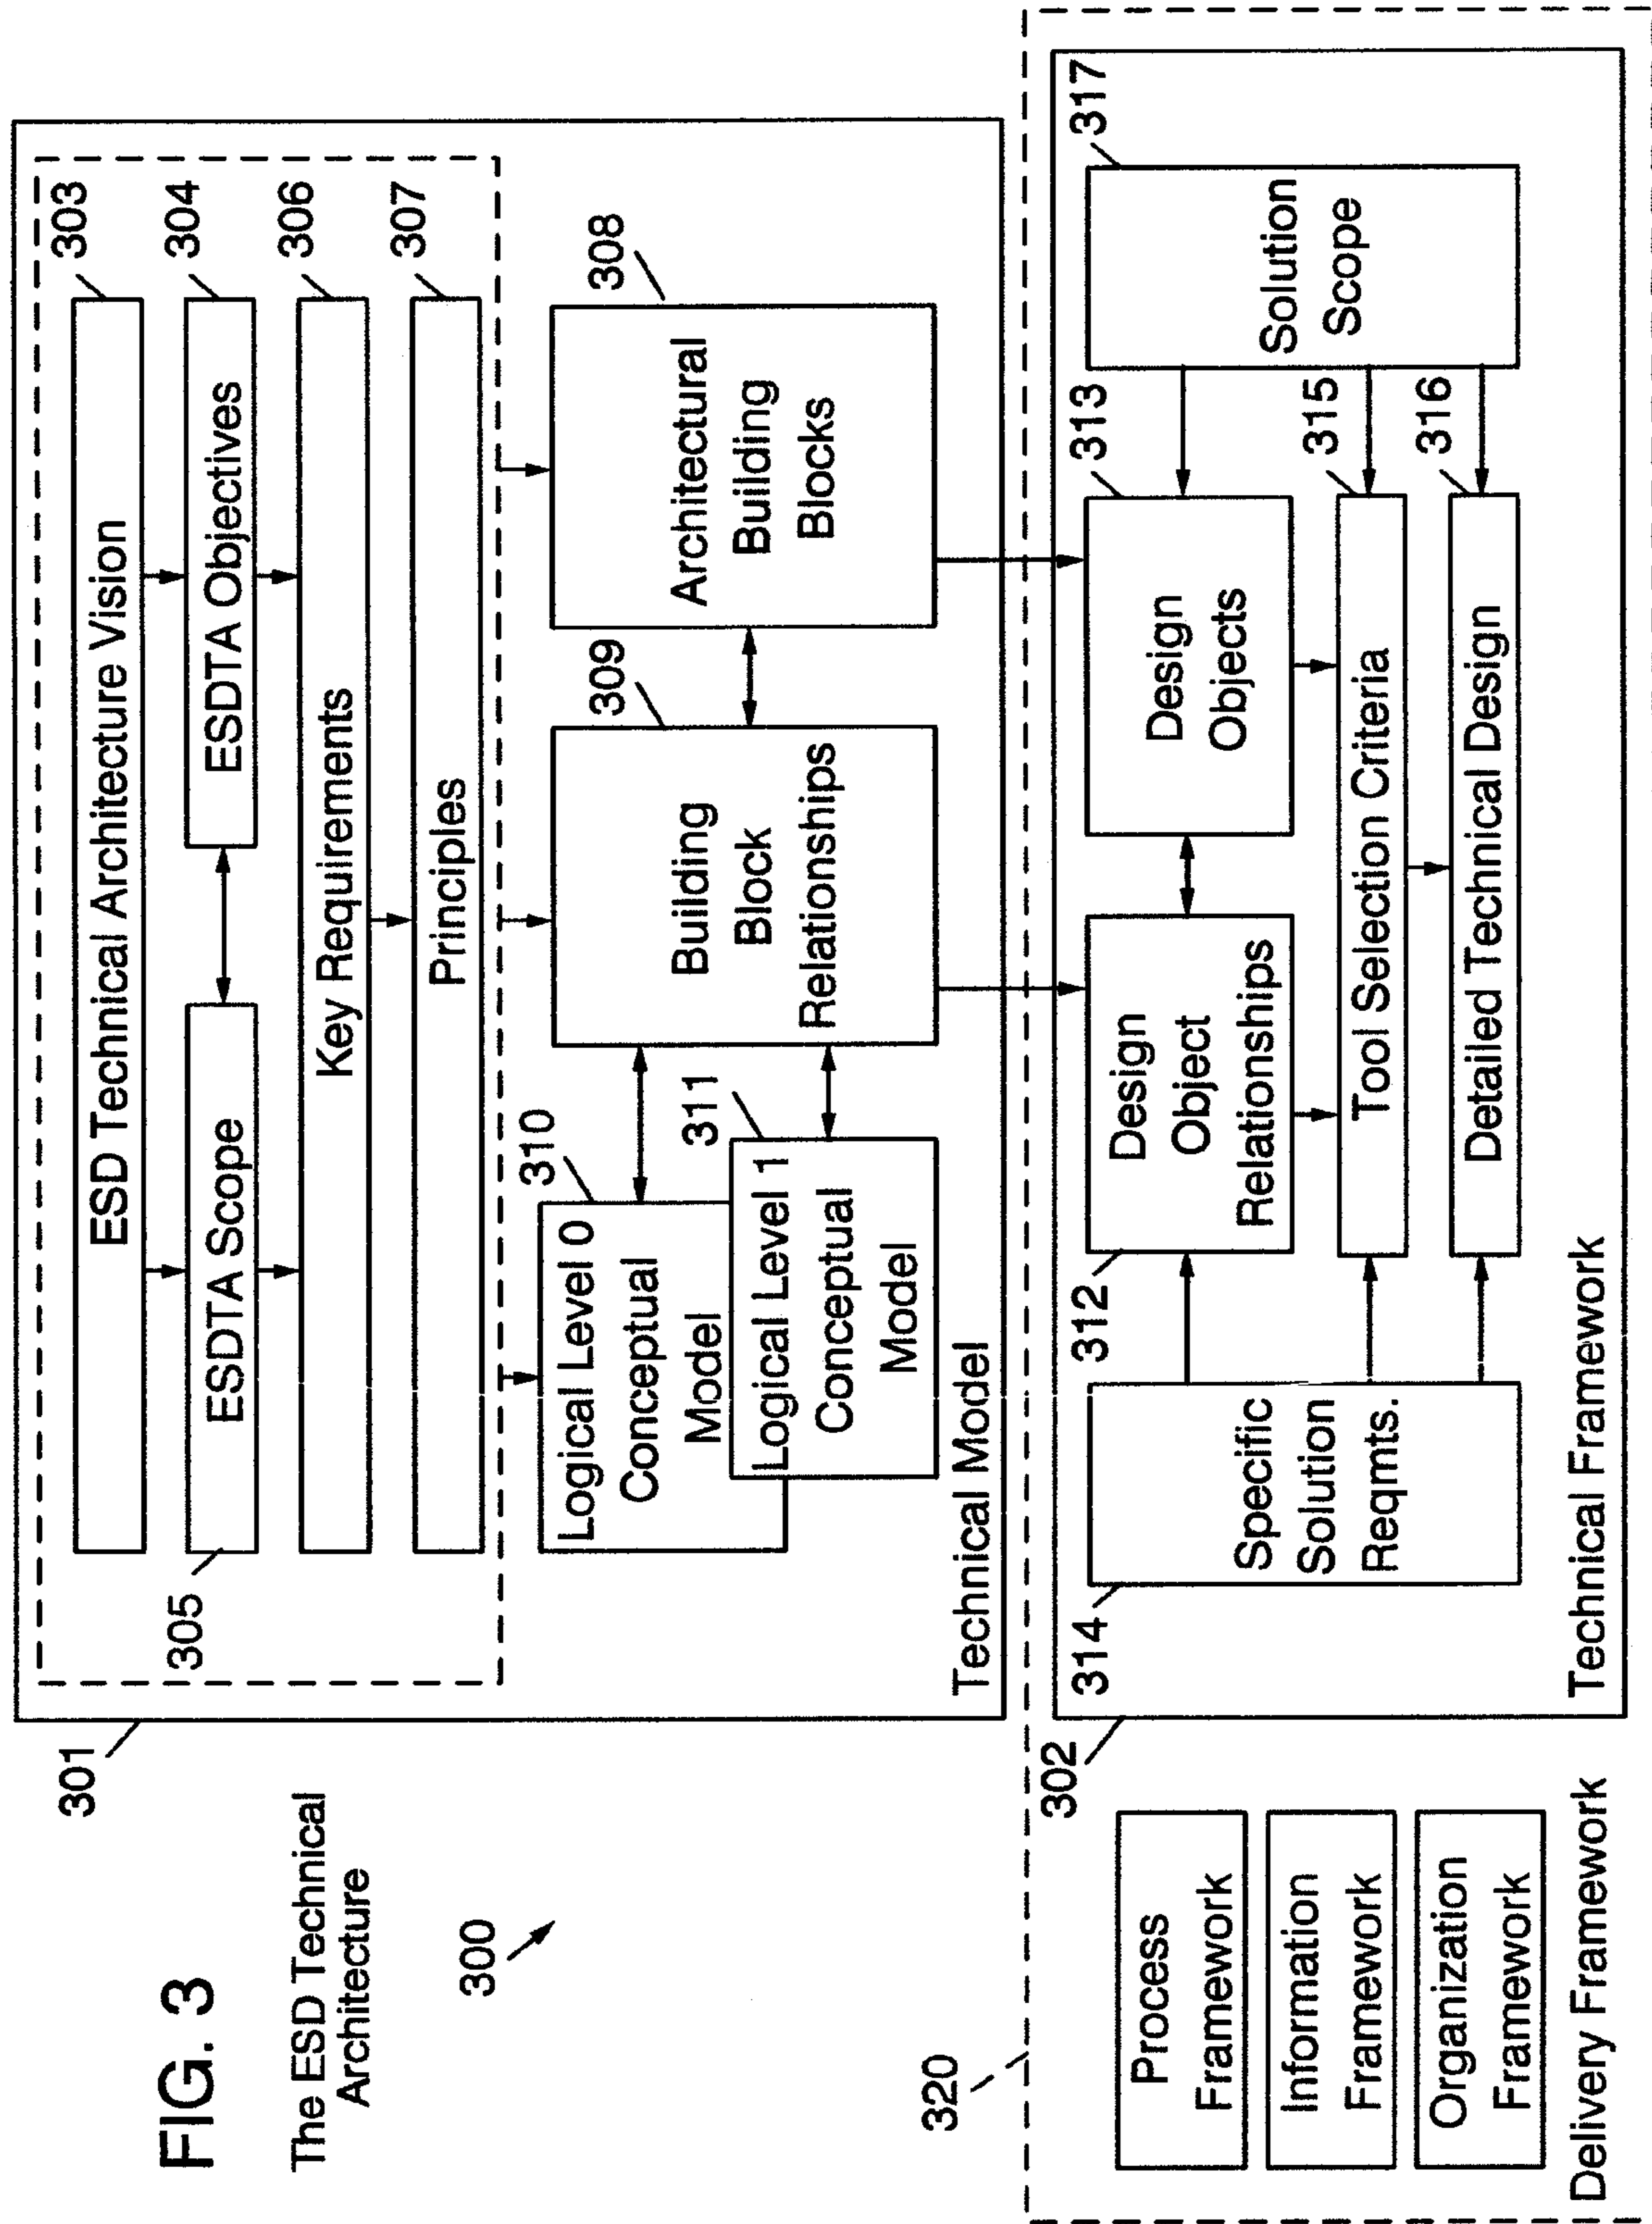 FIG. 3
The ESD Technical
Architecture
300
301
303
ESD Technical Architecture Vision
304
ESDTA Objectives
305
ESDTA Scope
306
Key Requirements
307
Principles
310
Logical Level 0
Conceptual
Model
311
Logical Level 1
Conceptual
Model
309
Building
Block
Relationships
308
Architectural
Building
Blocks
Technical Model
320
302
Process
Framework
Information
Framework
Organization
Framework
Delivery Framework
314
Specific
Solution
Reqmts.
312
Design
Object
Relationships
313
Design
Objects
315
Tool Selection Criteria
316
Detailed Technical Design
317
Solution
Scope
Technical Framework